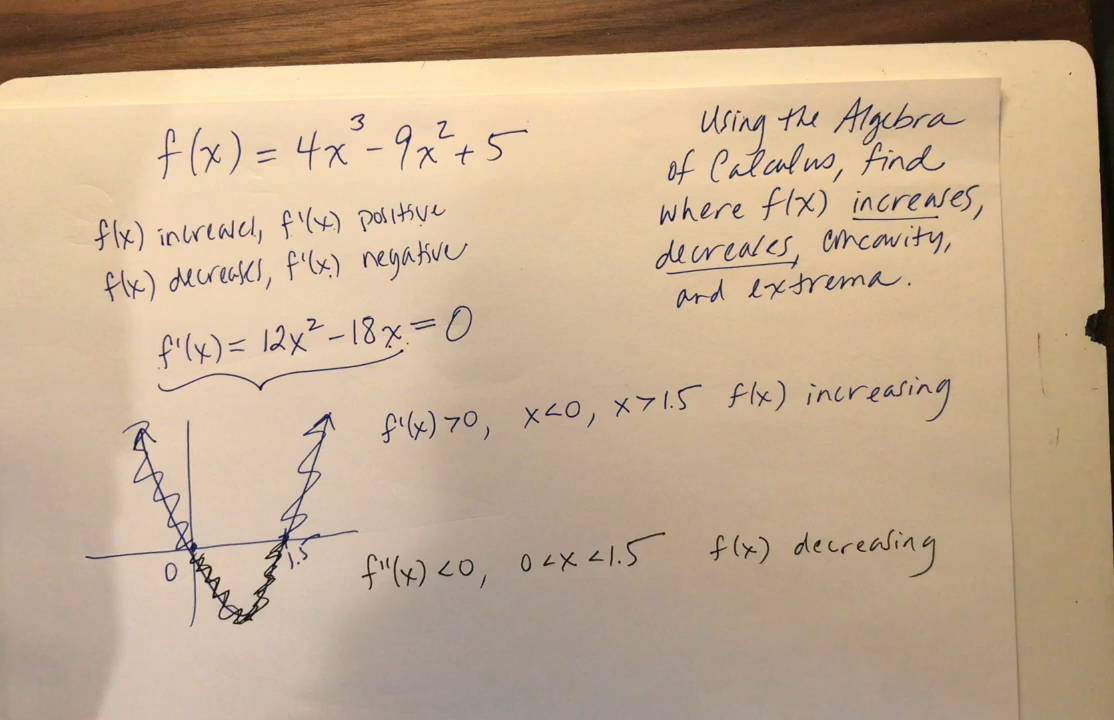 f(x) = 4x³ - 9x² + 5
Using the Algebra
of Calculus, find
where f(x) increases,
decreases, concavity,
and extrema.
f(x) increases, f'(x) positive
f(x) decreases, f'(x) negative
f'(x) = 12x² - 18x = 0
f'(x) > 0, x < 0, x > 1.5 f(x) increasing
0 1.5
f''(x) < 0, 0 < x < 1.5 f(x) decreasing